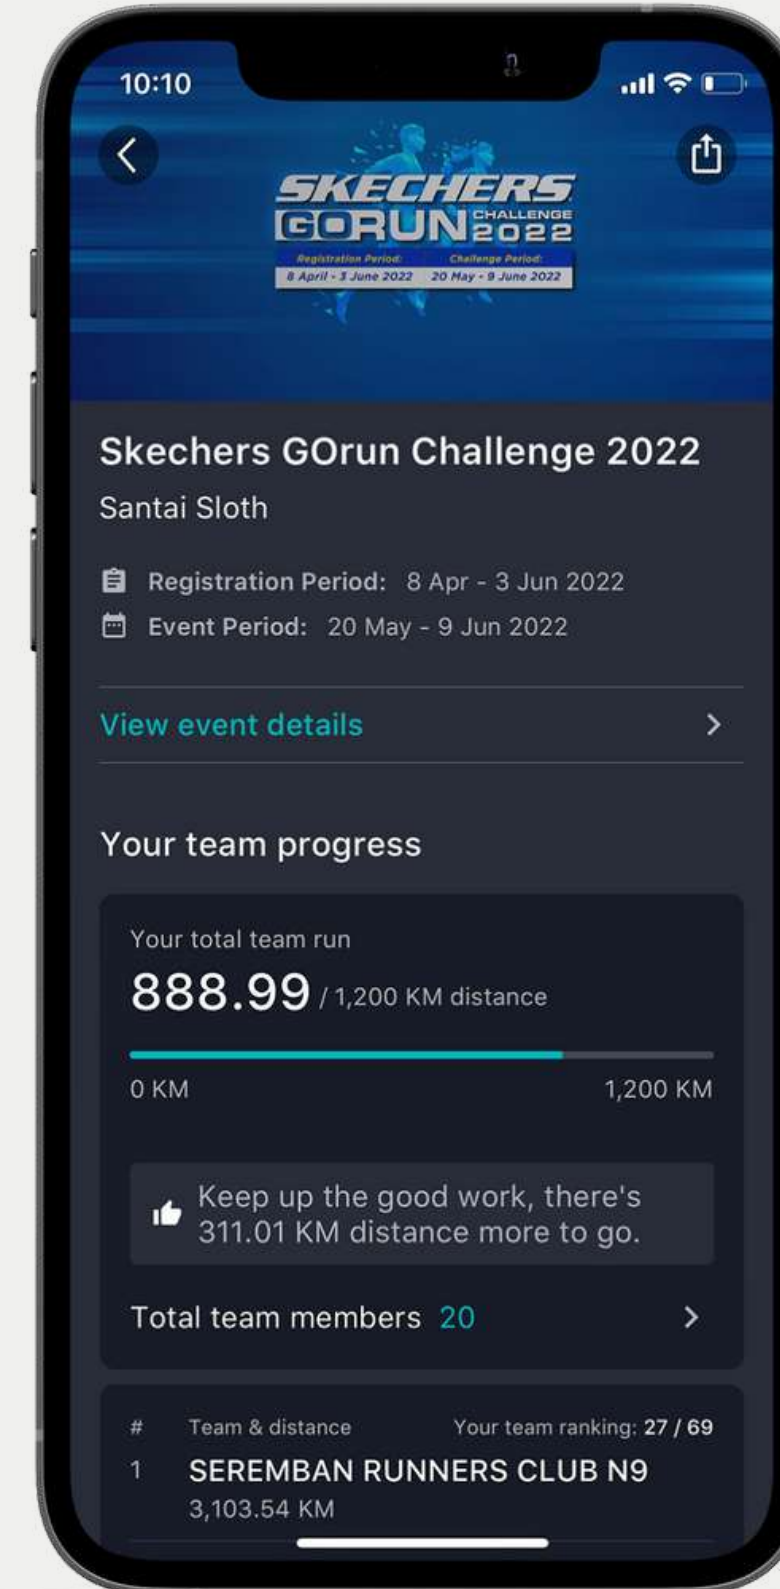 10:10
SKECHERS
GORUN CHALLENGE 2022
Registration Period: Challenge Period:
8 April - 3 June 2022 20 May - 9 June 2022
Skechers GOrun Challenge 2022
Santai Sloth
Registration Period: 8 Apr - 3 Jun 2022
Event Period: 20 May - 9 Jun 2022
View event details
Your team progress
Your total team run
888.99 / 1,200 KM distance
0 KM 1,200 KM
Keep up the good work, there's
311.01 KM distance more to go.
Total team members 20
# Team & distance Your team ranking: 27 / 69
1 SEREMBAN RUNNERS CLUB N9
3,103.54 KM